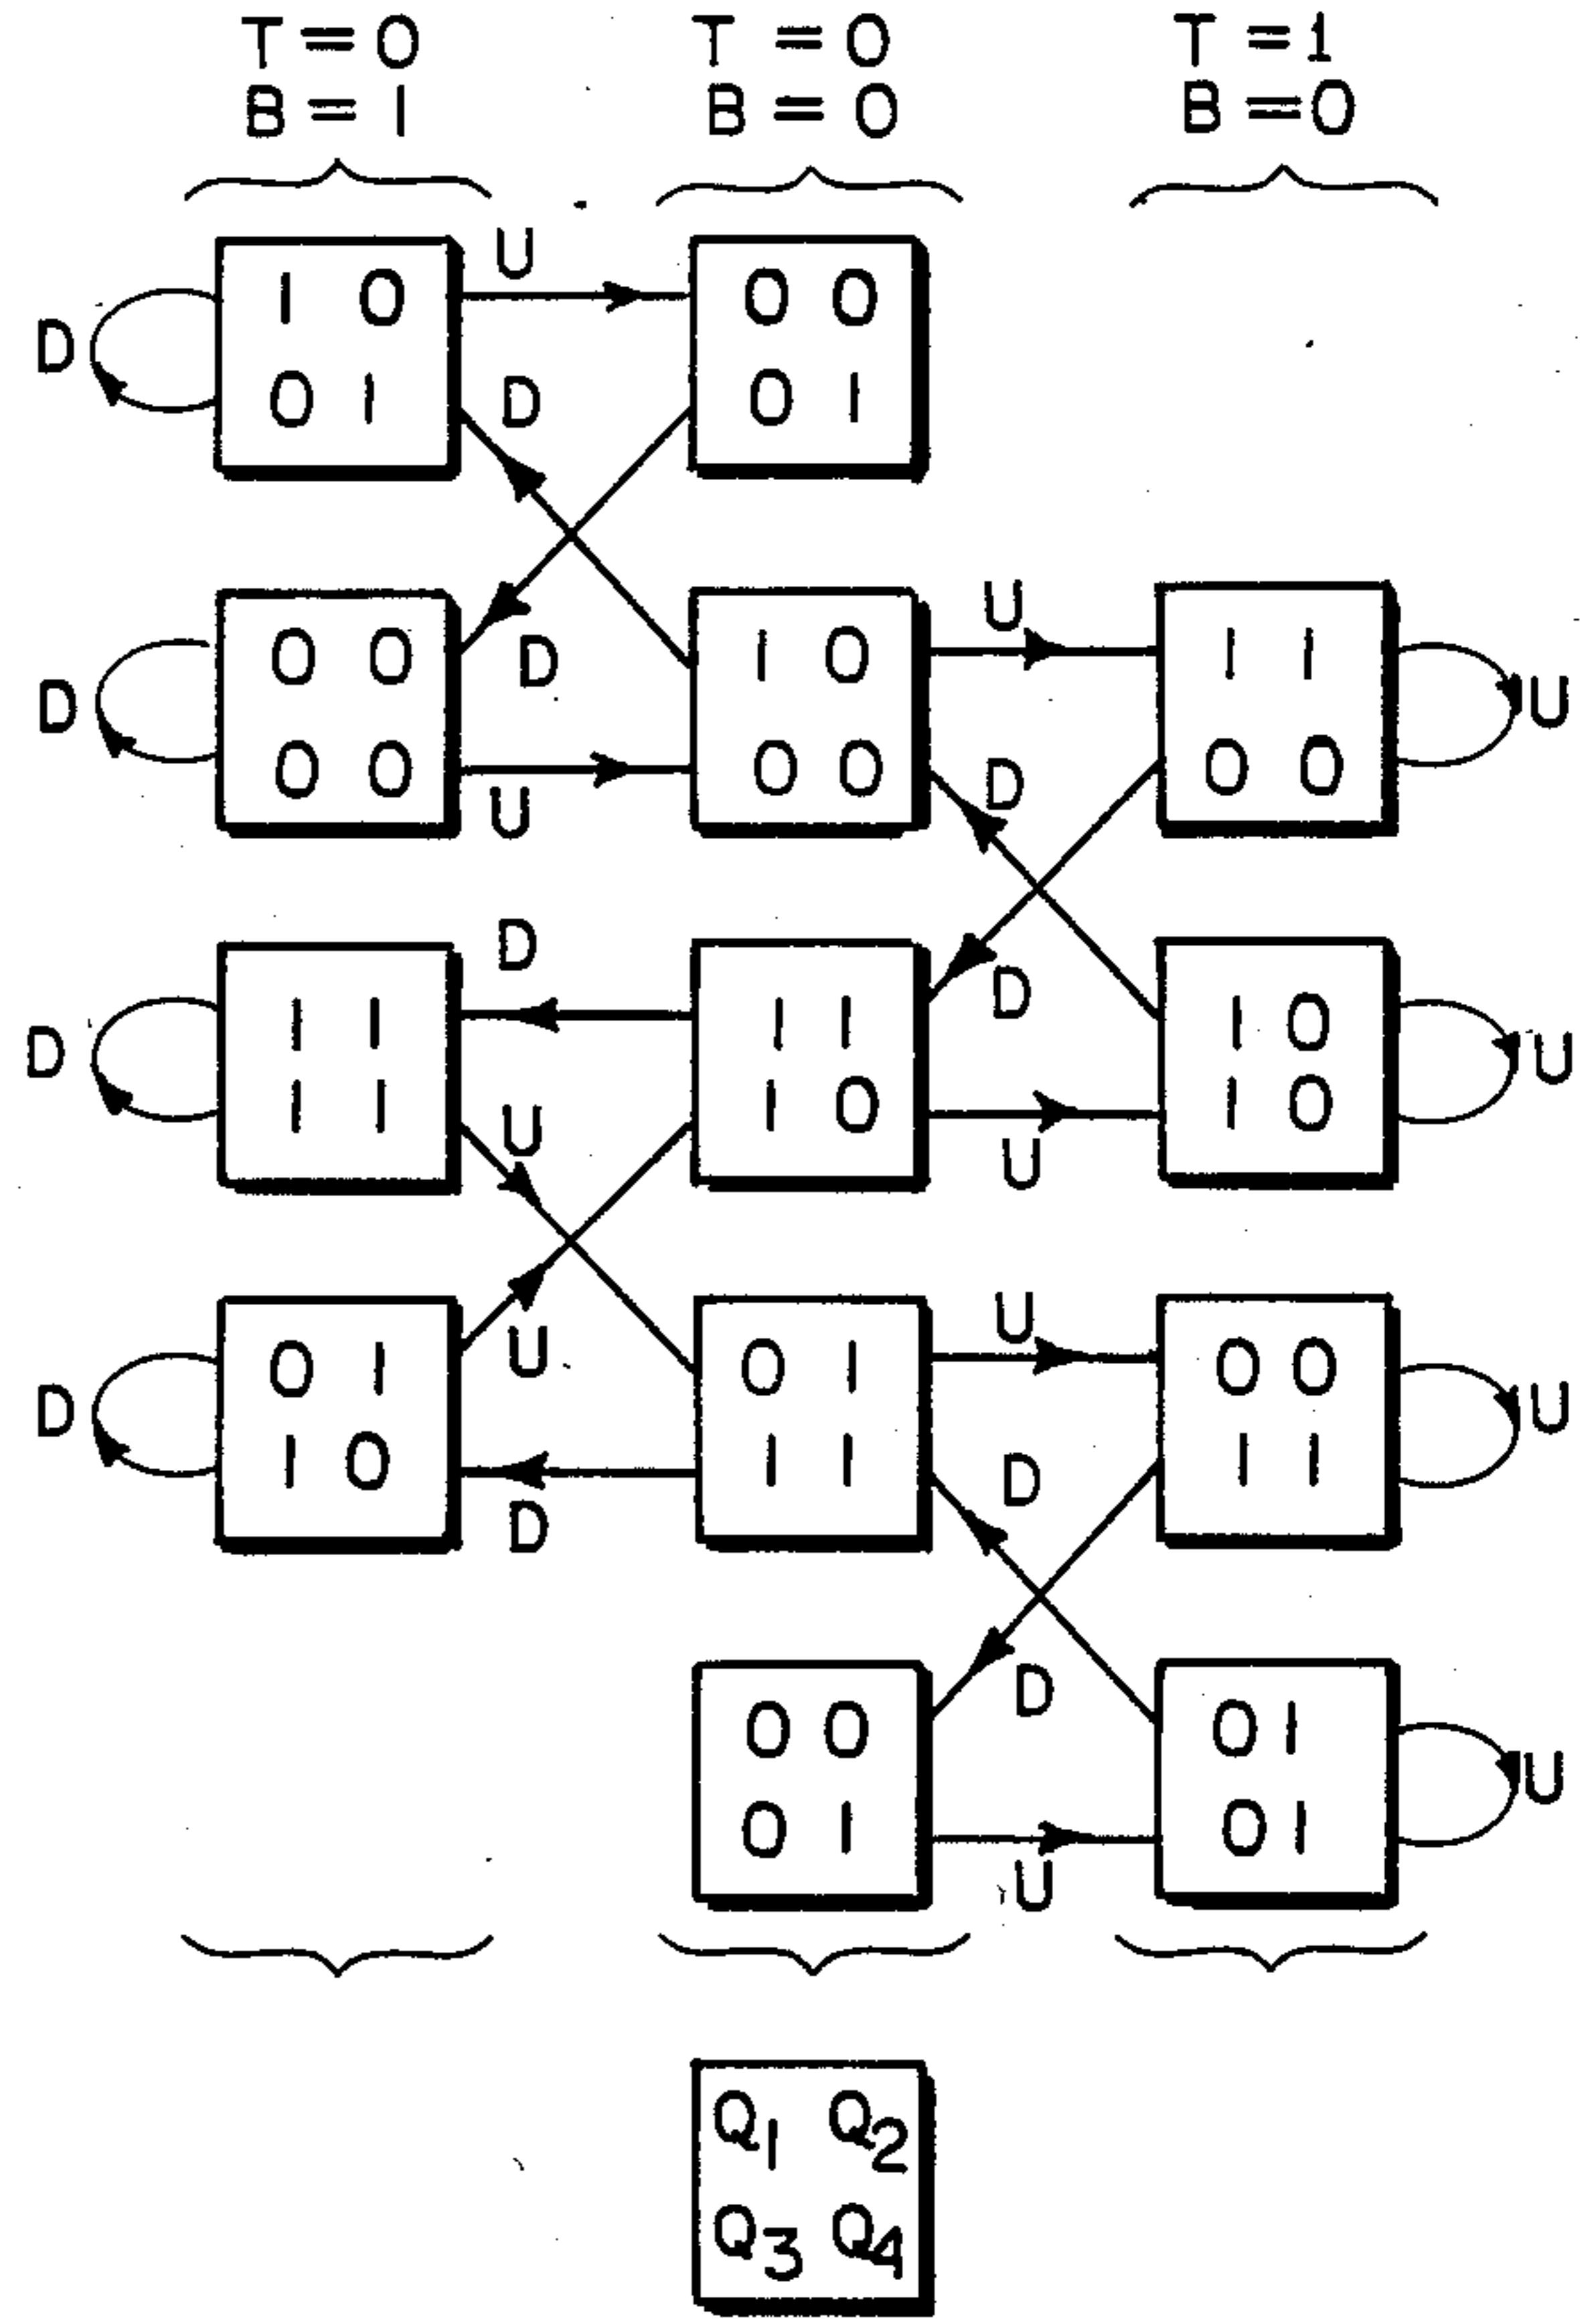 T=0 T=0 T=1
B=1 B=0 B=0
U
1 0 0 0
D
D
0 1 0 1
U
0 0 1 0 1 1
D
D U
0 0 0 0 D 0 0
U
D
D
1 1 1 1 1 0
D U
1 1 1 0 1 0
U
U
U
0 1 0 1 0 0
U
D U
1 0 1 1 D 1 1
D
D
0 0 0 1
U
0 1 0 1
U
Q1 Q2
Q3 Q4